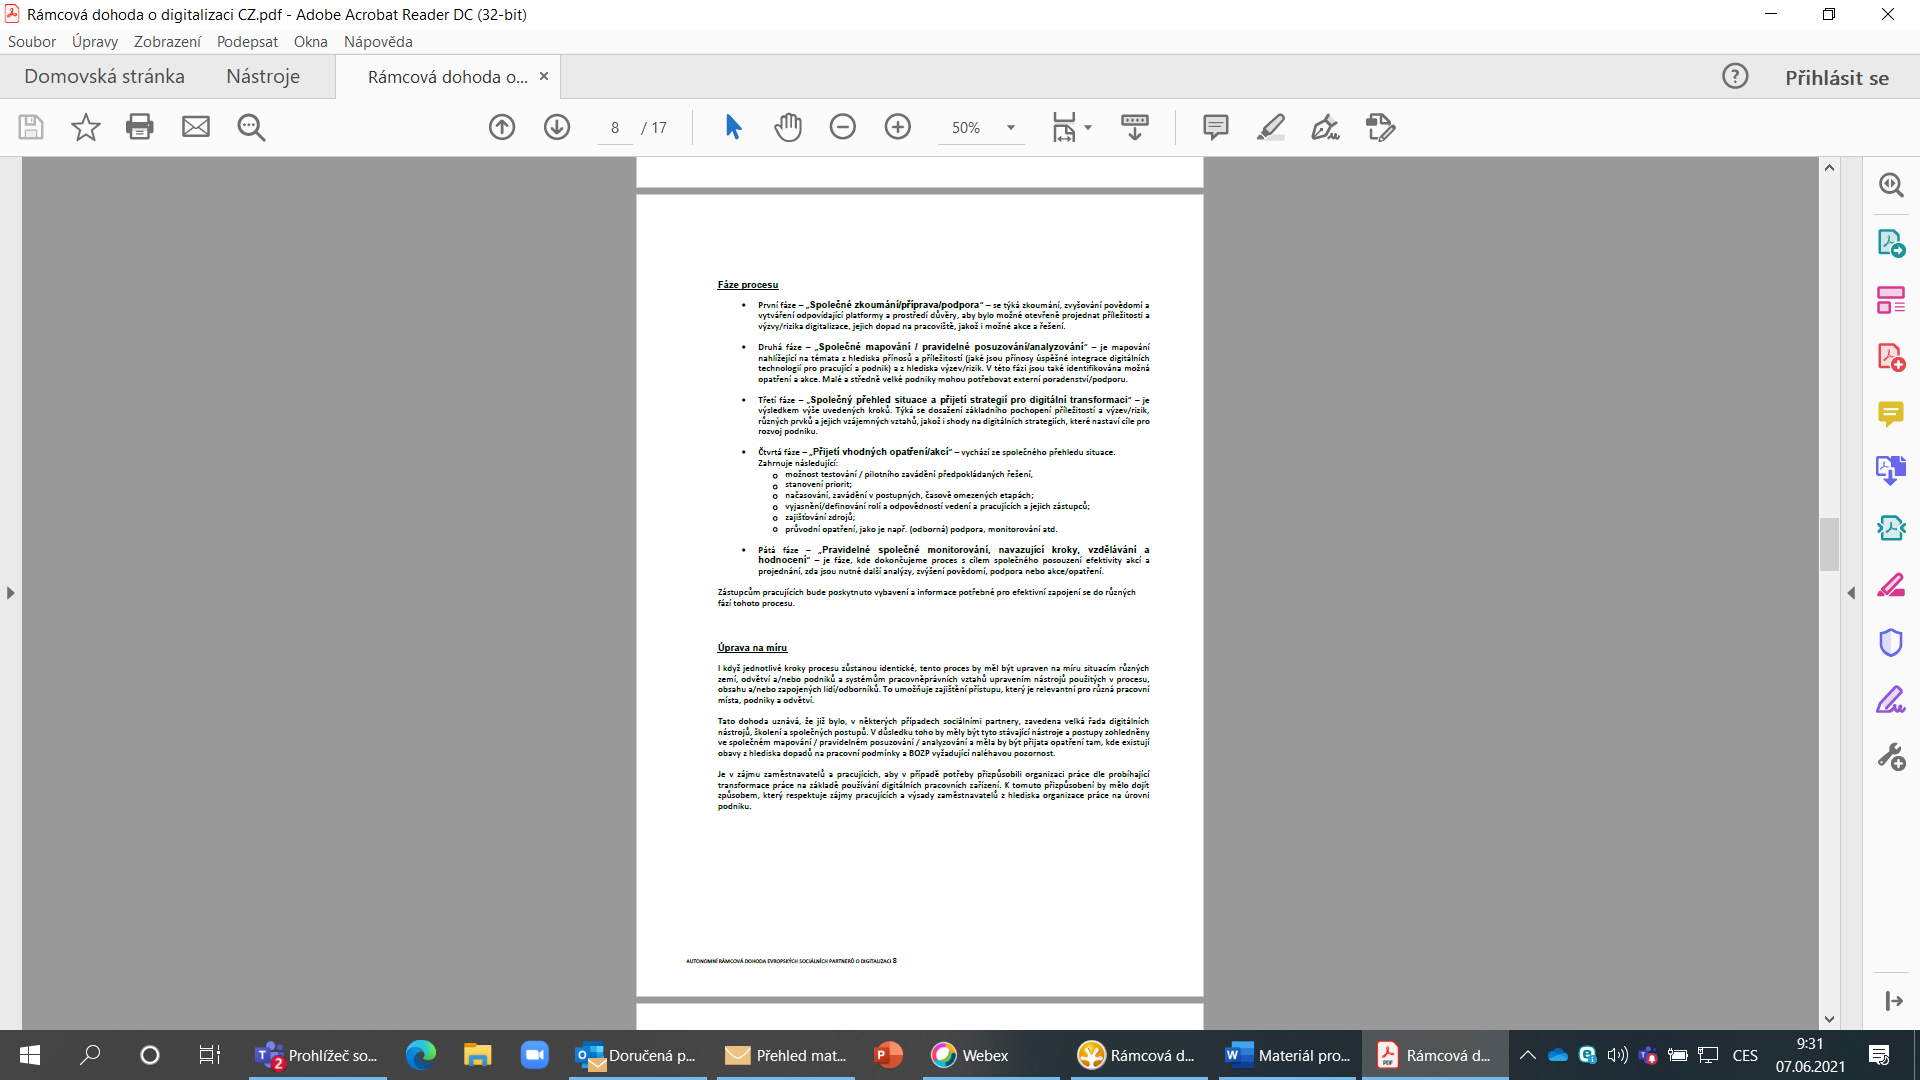 Rámcová dohoda o digitalizaci CZ.pdf - Adobe Acrobat Reader DC (32-bit)
Soubor Úpravy Zobrazení Podepsat Okna Nápověda
Domovská stránka Nástroje Rámcová dohoda o... × ? Přihlásit se
8 / 17 50%
Fáze procesu
• První fáze – „Společné zkoumání/příprava/podpora“ – se týká zkoumání, zvyšování povědomí a
vytváření odpovídající platformy a prostředí důvěry, aby bylo možné otevřeně projednat příležitosti a
výzvy/rizika digitalizace, jejich dopad na pracoviště, jakož i možné akce a řešení.
• Druhá fáze – „Společné mapování / pravidelné posuzování/analyzování“ – je mapování
nahlížející na témata z hlediska přínosů a příležitostí (jaké jsou přínosy úspěšné integrace digitálních
technologií pro pracující a podnik) a z hlediska výzev/rizik. V této fázi jsou také identifikována možná
opatření a akce. Malé a středně velké podniky mohou potřebovat externí poradenství/podporu.
• Třetí fáze – „Společný přehled situace a přijetí strategií pro digitální transformaci“ – je
výsledkem výše uvedených kroků. Týká se dosažení základního pochopení příležitostí a výzev/rizik,
různých prvků a jejich vzájemných vztahů, jakož i shody na digitálních strategiích, které nastaví cíle pro
rozvoj podniku.
• Čtvrtá fáze – „Přijetí vhodných opatření/akcí“ – vychází ze společného přehledu situace.
Zahrnuje následující:
o možnost testování / pilotního zavádění předpokládaných řešení,
o stanovení priorit;
o načasování, zavádění v postupných, časově omezených etapách;
o vyjasnění/definování rolí a odpovědností vedení a pracujících a jejich zástupců;
o zajišťování zdrojů;
o průvodní opatření, jako je např. (odborná) podpora, monitorování atd.
• Pátá fáze – „Pravidelné společné monitorování, navazující kroky, vzdělávání a
hodnocení“ – je fáze, kde dokončujeme proces s cílem společného posouzení efektivity akcí a
projednání, zda jsou nutné další analýzy, zvýšení povědomí, podpora nebo akce/opatření.
Zástupcům pracujících bude poskytnuto vybavení a informace potřebné pro efektivní zapojení se do různých
fází tohoto procesu.
Úprava na míru
I když jednotlivé kroky procesu zůstanou identické, tento proces by měl být upraven na míru situacím různých
zemí, odvětví a/nebo podniků a systémům pracovněprávních vztahů upravením nástrojů použitých v procesu,
obsahu a/nebo zapojených lidí/odborníků. To umožňuje zajištění přístupu, který je relevantní pro různá pracovní
místa, podniky a odvětví.
Tato dohoda uznává, že již bylo, v některých případech sociálními partnery, zavedena velká řada digitálních
nástrojů, školení a společných postupů. V důsledku toho by měly být tyto stávající nástroje a postupy zohledněny
ve společném mapování / pravidelném posuzování / analyzování a měla by být přijata opatření tam, kde existují
obavy z hlediska dopadů na pracovní podmínky a BOZP vyžadující naléhavou pozornost.
Je v zájmu zaměstnavatelů a pracujících, aby v případě potřeby přizpůsobili organizaci práce dle probíhající
transformace práce na základě používání digitálních pracovních zařízení. K tomuto přizpůsobení by mělo dojít
způsobem, který respektuje zájmy pracujících a výsady zaměstnavatelů z hlediska organizace práce na úrovni
podniku.
AUTONOMNÍ RÁMCOVÁ DOHODA EVROPSKÝCH SOCIÁLNÍCH PARTNERŮ O DIGITALIZACI 8
2 Prohlížeč so... Doručená p... Přehled mat... Webex Rámcová d... Materiál pro... Rámcová d... CES 9:31
07.06.2021